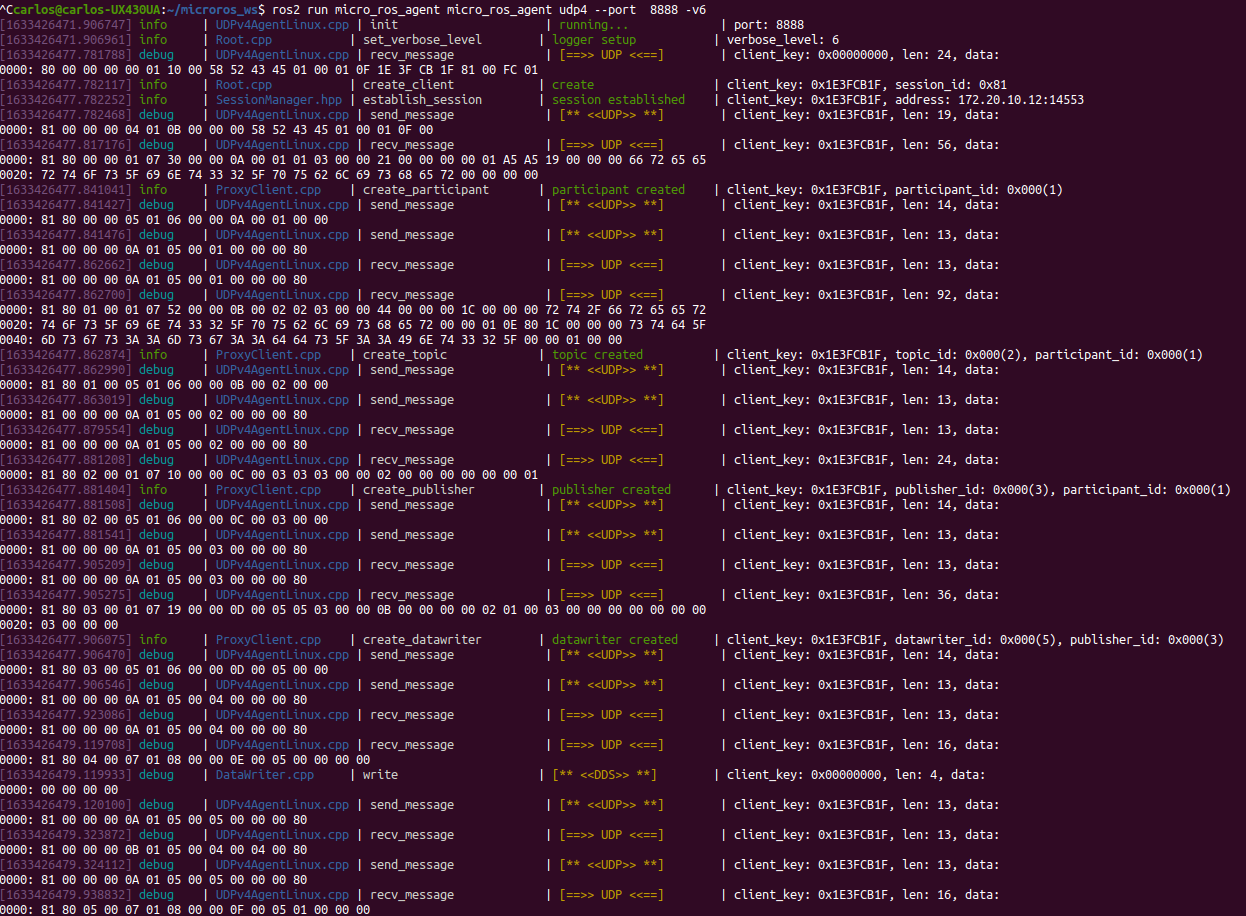 ^Ccarlos@carlos-UX430UA:~/microros_ws$ ros2 run micro_ros_agent micro_ros_agent udp4 --port  8888 -v6
[1633426471.906747] info     | UDPv4AgentLinux.cpp | init                     | running...             | port: 8888
[1633426471.906961] info     | Root.cpp           | set_verbose_level        | logger setup           | verbose_level: 6
[1633426477.781788] debug    | UDPv4AgentLinux.cpp | recv_message             | [==>> UDP <<==]        | client_key: 0x00000000, len: 24, data:
0000: 80 00 00 00 00 01 10 00 58 52 43 45 01 00 01 0F 1E 3F CB 1F 81 00 FC 01
[1633426477.782117] info     | Root.cpp           | create_client            | create                 | client_key: 0x1E3FCB1F, session_id: 0x81
[1633426477.782252] info     | SessionManager.hpp | establish_session        | session established    | client_key: 0x1E3FCB1F, address: 172.20.10.12:14553
[1633426477.782468] debug    | UDPv4AgentLinux.cpp | send_message             | [** <<UDP>> **]        | client_key: 0x1E3FCB1F, len: 19, data:
0000: 81 00 00 00 04 01 0B 00 00 00 58 52 43 45 01 00 01 0F 00
[1633426477.817176] debug    | UDPv4AgentLinux.cpp | recv_message             | [==>> UDP <<==]        | client_key: 0x1E3FCB1F, len: 56, data:
0000: 81 80 00 00 01 07 30 00 00 0A 00 01 01 03 00 00 21 00 00 00 00 01 A5 A5 19 00 00 00 66 72 65 65
0020: 72 74 6F 73 5F 69 6E 74 33 32 5F 70 75 62 6C 69 73 68 65 72 00 00 00 00
[1633426477.841041] info     | ProxyClient.cpp    | create_participant       | participant created    | client_key: 0x1E3FCB1F, participant_id: 0x000(1)
[1633426477.841427] debug    | UDPv4AgentLinux.cpp | send_message             | [** <<UDP>> **]        | client_key: 0x1E3FCB1F, len: 14, data:
0000: 81 80 00 00 05 01 06 00 00 0A 00 01 00 00
[1633426477.841476] debug    | UDPv4AgentLinux.cpp | send_message             | [** <<UDP>> **]        | client_key: 0x1E3FCB1F, len: 13, data:
0000: 81 00 00 00 0A 01 05 00 01 00 00 00 80
[1633426477.862662] debug    | UDPv4AgentLinux.cpp | recv_message             | [==>> UDP <<==]        | client_key: 0x1E3FCB1F, len: 13, data:
0000: 81 00 00 00 0A 01 05 00 01 00 00 00 80
[1633426477.862700] debug    | UDPv4AgentLinux.cpp | recv_message             | [==>> UDP <<==]        | client_key: 0x1E3FCB1F, len: 92, data:
0000: 81 80 01 00 01 07 52 00 00 0B 00 02 02 03 00 00 44 00 00 00 1C 00 00 00 72 74 2F 66 72 65 65 72
0020: 74 6F 73 5F 69 6E 74 33 32 5F 70 75 62 6C 69 73 68 65 72 00 00 01 0E 80 1C 00 00 00 73 74 64 5F
0040: 6D 73 67 73 3A 3A 6D 73 67 3A 3A 64 64 73 5F 3A 3A 49 6E 74 33 32 5F 00 00 01 00 00
[1633426477.862874] info     | ProxyClient.cpp    | create_topic             | topic created          | client_key: 0x1E3FCB1F, topic_id: 0x000(2), participant_id: 0x000(1)
[1633426477.862990] debug    | UDPv4AgentLinux.cpp | send_message             | [** <<UDP>> **]        | client_key: 0x1E3FCB1F, len: 14, data:
0000: 81 80 01 00 05 01 06 00 00 0B 00 02 00 00
[1633426477.863019] debug    | UDPv4AgentLinux.cpp | send_message             | [** <<UDP>> **]        | client_key: 0x1E3FCB1F, len: 13, data:
0000: 81 00 00 00 0A 01 05 00 02 00 00 00 80
[1633426477.879554] debug    | UDPv4AgentLinux.cpp | recv_message             | [==>> UDP <<==]        | client_key: 0x1E3FCB1F, len: 13, data:
0000: 81 00 00 00 0A 01 05 00 02 00 00 00 80
[1633426477.881208] debug    | UDPv4AgentLinux.cpp | recv_message             | [==>> UDP <<==]        | client_key: 0x1E3FCB1F, len: 24, data:
0000: 81 80 02 00 01 07 10 00 00 0C 00 03 03 03 00 00 02 00 00 00 00 00 00 01
[1633426477.881404] info     | ProxyClient.cpp    | create_publisher         | publisher created      | client_key: 0x1E3FCB1F, publisher_id: 0x000(3), participant_id: 0x000(1)
[1633426477.881508] debug    | UDPv4AgentLinux.cpp | send_message             | [** <<UDP>> **]        | client_key: 0x1E3FCB1F, len: 14, data:
0000: 81 80 02 00 05 01 06 00 00 0C 00 03 00 00
[1633426477.881541] debug    | UDPv4AgentLinux.cpp | send_message             | [** <<UDP>> **]        | client_key: 0x1E3FCB1F, len: 13, data:
0000: 81 00 00 00 0A 01 05 00 03 00 00 00 80
[1633426477.905209] debug    | UDPv4AgentLinux.cpp | recv_message             | [==>> UDP <<==]        | client_key: 0x1E3FCB1F, len: 13, data:
0000: 81 00 00 00 0A 01 05 00 03 00 00 00 80
[1633426477.905275] debug    | UDPv4AgentLinux.cpp | recv_message             | [==>> UDP <<==]        | client_key: 0x1E3FCB1F, len: 36, data:
0000: 81 80 03 00 01 07 19 00 00 0D 00 05 05 03 00 00 0B 00 00 00 00 02 01 00 03 00 00 00 00 00 00 00
0020: 03 00 00 00
[1633426477.906075] info     | ProxyClient.cpp    | create_datawriter        | datawriter created     | client_key: 0x1E3FCB1F, datawriter_id: 0x000(5), publisher_id: 0x000(3)
[1633426477.906470] debug    | UDPv4AgentLinux.cpp | send_message             | [** <<UDP>> **]        | client_key: 0x1E3FCB1F, len: 14, data:
0000: 81 80 03 00 05 01 06 00 00 0D 00 05 00 00
[1633426477.906546] debug    | UDPv4AgentLinux.cpp | send_message             | [** <<UDP>> **]        | client_key: 0x1E3FCB1F, len: 13, data:
0000: 81 00 00 00 0A 01 05 00 04 00 00 00 80
[1633426477.923086] debug    | UDPv4AgentLinux.cpp | recv_message             | [==>> UDP <<==]        | client_key: 0x1E3FCB1F, len: 13, data:
0000: 81 00 00 00 0A 01 05 00 04 00 00 00 80
[1633426479.119708] debug    | UDPv4AgentLinux.cpp | recv_message             | [==>> UDP <<==]        | client_key: 0x1E3FCB1F, len: 16, data:
0000: 81 80 04 00 07 01 08 00 00 0E 00 05 00 00 00 00
[1633426479.119933] debug    | DataWriter.cpp     | write                    | [** <<DDS>> **]        | client_key: 0x00000000, len: 4, data:
0000: 00 00 00 00
[1633426479.120100] debug    | UDPv4AgentLinux.cpp | send_message             | [** <<UDP>> **]        | client_key: 0x1E3FCB1F, len: 13, data:
0000: 81 00 00 00 0A 01 05 00 05 00 00 00 80
[1633426479.323872] debug    | UDPv4AgentLinux.cpp | recv_message             | [==>> UDP <<==]        | client_key: 0x1E3FCB1F, len: 13, data:
0000: 81 00 00 00 0B 01 05 00 04 00 04 00 80
[1633426479.324112] debug    | UDPv4AgentLinux.cpp | send_message             | [** <<UDP>> **]        | client_key: 0x1E3FCB1F, len: 13, data:
0000: 81 00 00 00 0A 01 05 00 05 00 00 00 80
[1633426479.938832] debug    | UDPv4AgentLinux.cpp | recv_message             | [==>> UDP <<==]        | client_key: 0x1E3FCB1F, len: 16, data:
0000: 81 80 05 00 07 01 08 00 00 0F 00 05 01 00 00 00